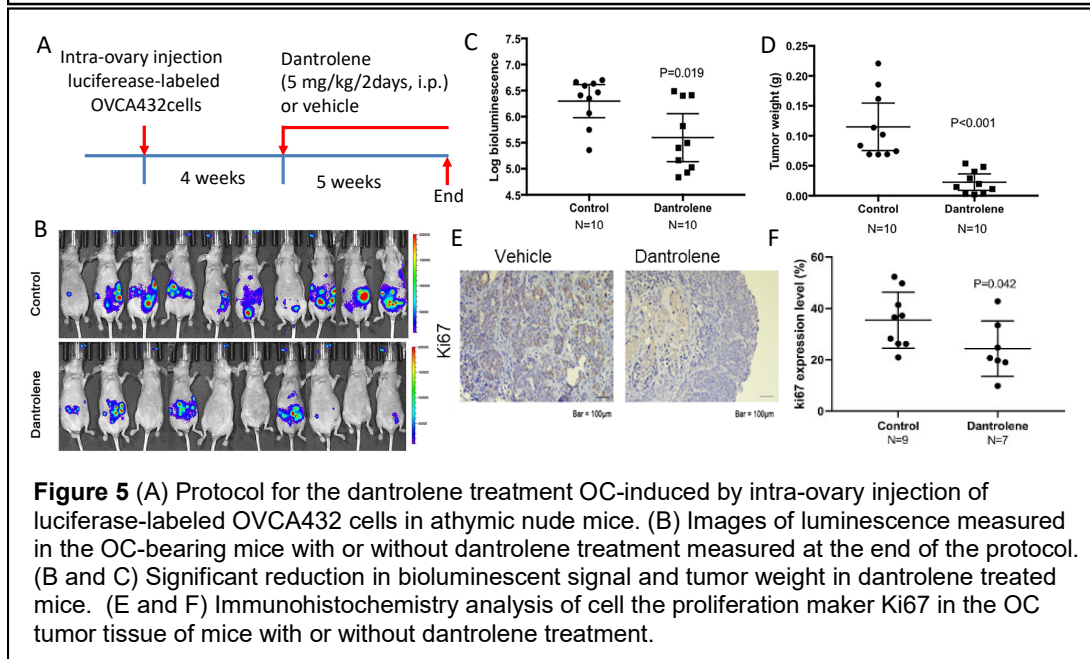 A
Intra-ovary injection
luciferease-labeled
OVCA432cells
Dantrolene
(5 mg/kg/2days, i.p.)
or vehicle
4 weeks
5 weeks
End
B
Control
Dantrolene
C
Log bioluminescence
7.5
7.0
6.5
6.0
5.5
5.0
4.5
P=0.019
Control
Dantrolene
N=10
N=10
D
Tumor weight (g)
0.25
0.20
0.15
0.10
0.05
0.00
P<0.001
Control
Dantrolene
N=10
N=10
E
Vehicle
Dantrolene
Ki67
Bar = 100µm
Bar = 100µm
F
ki67 expression level (%)
60
40
20
0
P=0.042
Control
Dantrolene
N=9
N=7
Figure 5 (A) Protocol for the dantrolene treatment OC-induced by intra-ovary injection of
luciferase-labeled OVCA432 cells in athymic nude mice. (B) Images of luminescence measured
in the OC-bearing mice with or without dantrolene treatment measured at the end of the protocol.
(B and C) Significant reduction in bioluminescent signal and tumor weight in dantrolene treated
mice. (E and F) Immunohistochemistry analysis of cell the proliferation maker Ki67 in the OC
tumor tissue of mice with or without dantrolene treatment.